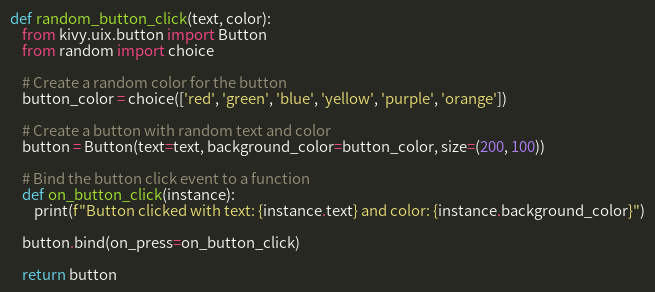 def random_button_click(text, color):
from kivy.uix.button import Button
from random import choice
# Create a random color for the button
button_color = choice(['red', 'green', 'blue', 'yellow', 'purple', 'orange'])
# Create a button with random text and color
button = Button(text=text, background_color=button_color, size=(200, 100))
# Bind the button click event to a function
def on_button_click(instance):
print(f"Button clicked with text: {instance.text} and color: {instance.background_color}")
button.bind(on_press=on_button_click)
return button